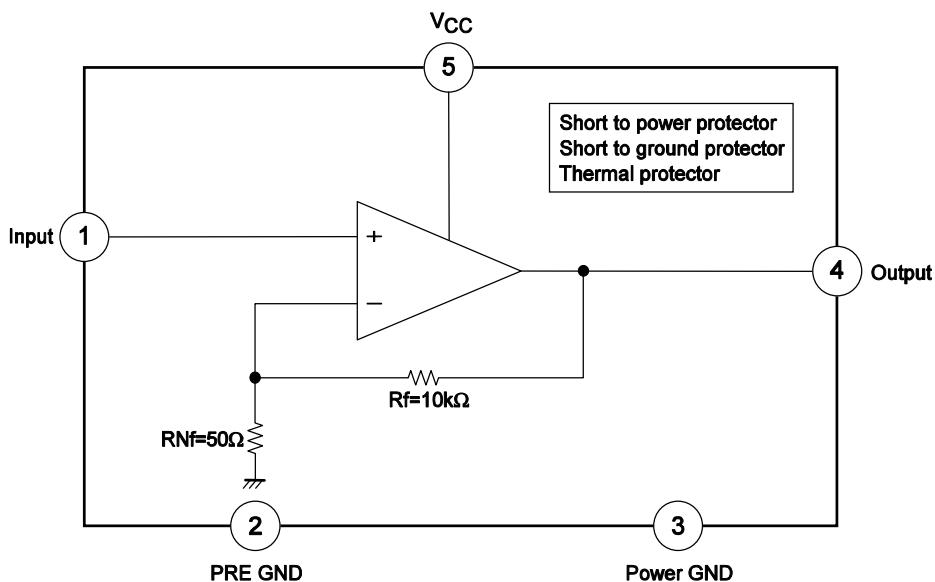 VCC
5
Short to power protector
Short to ground protector
Thermal protector
Input
1
+
4
Output
−
Rf=10kΩ
RNf=50Ω
2
3
PRE GND
Power GND